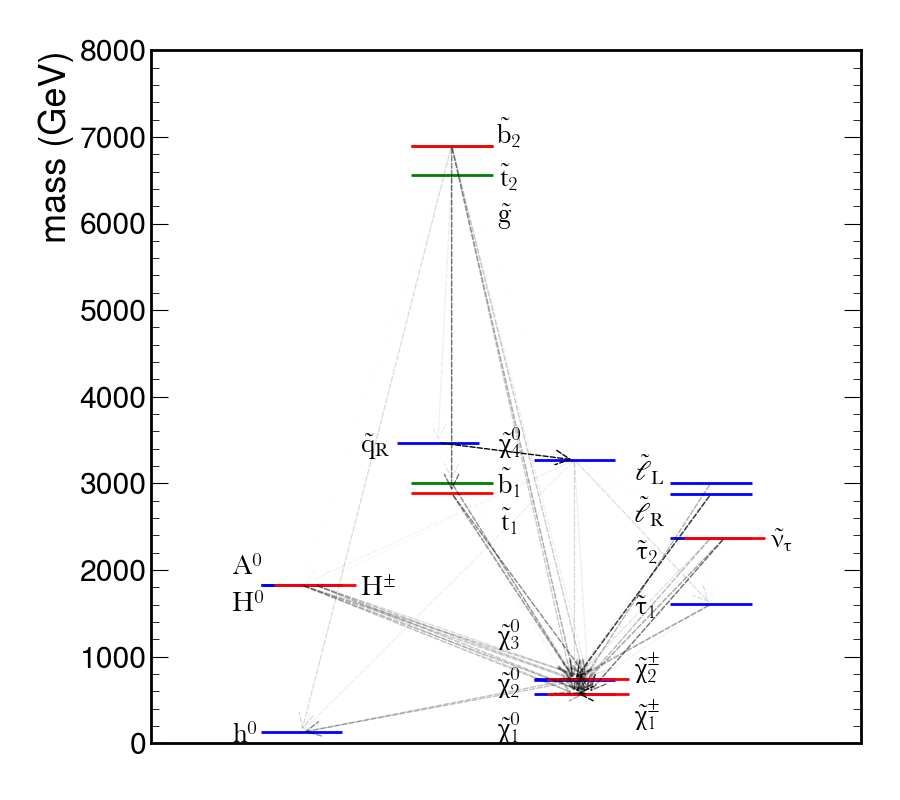 mass (GeV)
8000
7000
6000
5000
4000
3000
2000
1000
0
b̃₂
t̃₂
g̃
q̃R
χ̃⁰₄
b̃₁
t̃₁
ℓ̃L
ℓ̃R
τ̃₂
ν̃τ
τ̃₁
A⁰
H⁰
H±
χ̃⁰₃
χ̃⁰₂
χ̃⁰₁
χ̃±₂
χ̃±₁
h⁰